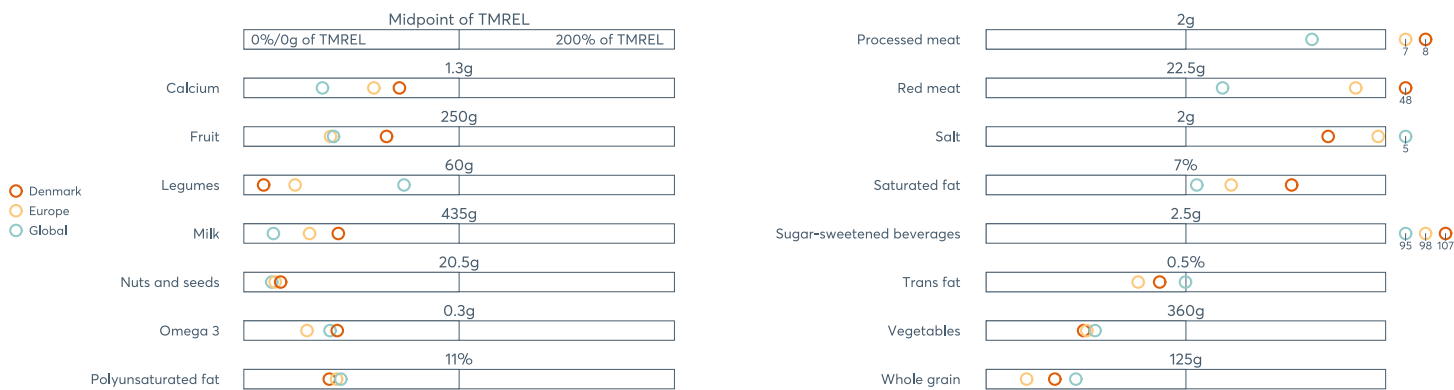 Midpoint of TMREL
0%/0g of TMREL 200% of TMREL
1.3g
Calcium
250g
Fruit
60g
Legumes
435g
Milk
20.5g
Nuts and seeds
0.3g
Omega 3
11%
Polyunsaturated fat
Denmark
Europe
Global
2g
Processed meat
7 8
22.5g
Red meat
48
2g
Salt
5
7%
Saturated fat
2.5g
Sugar-sweetened beverages
95 98 107
0.5%
Trans fat
360g
Vegetables
125g
Whole grain